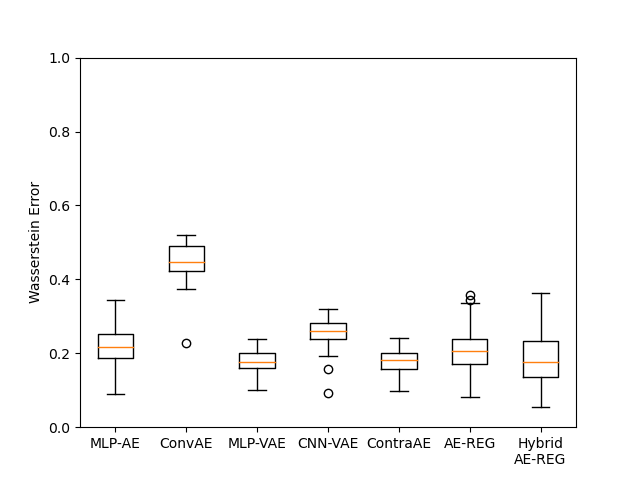 1.0
0.8
0.6
0.4
0.2
0.0
Wasserstein Error
MLP-AE ConvAE MLP-VAE CNN-VAE ContraAE AE-REG Hybrid
AE-REG